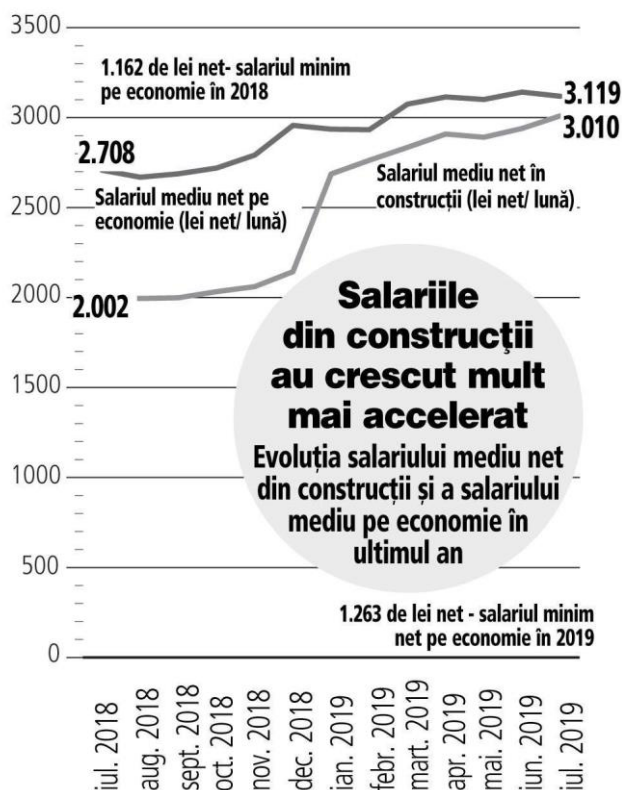 3500
1.162 de lei net- salariul minim
pe economie în 2018
3000
3.119
3.010
2.708
Salariul mediu net pe
economie (lei net/ lună)
Salariul mediu net în
construcții (lei net/ lună)
2500
2000
2.002
Salariile
din construcţii
au crescut mult
mai accelerat
Evoluția salariului mediu net
din construcții și a salariului
mediu pe economie în
ultimul an
1500
1000
500
1.263 de lei net - salariul minim
net pe economie în 2019
0
iul. 2018
aug. 2018
sept. 2018
oct. 2018
nov. 2018
dec. 2018
ian. 2019
febr. 2019
mart. 2019
apr. 2019
mai. 2019
iun. 2019
iul. 2019